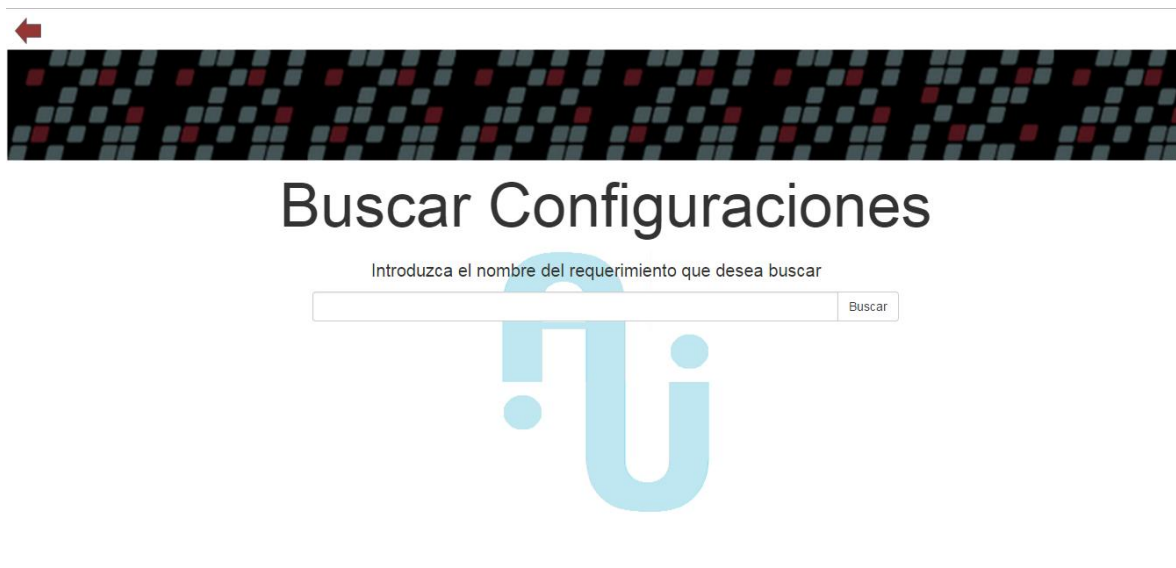 Buscar Configuraciones
Introduzca el nombre del requerimiento que desea buscar
Buscar